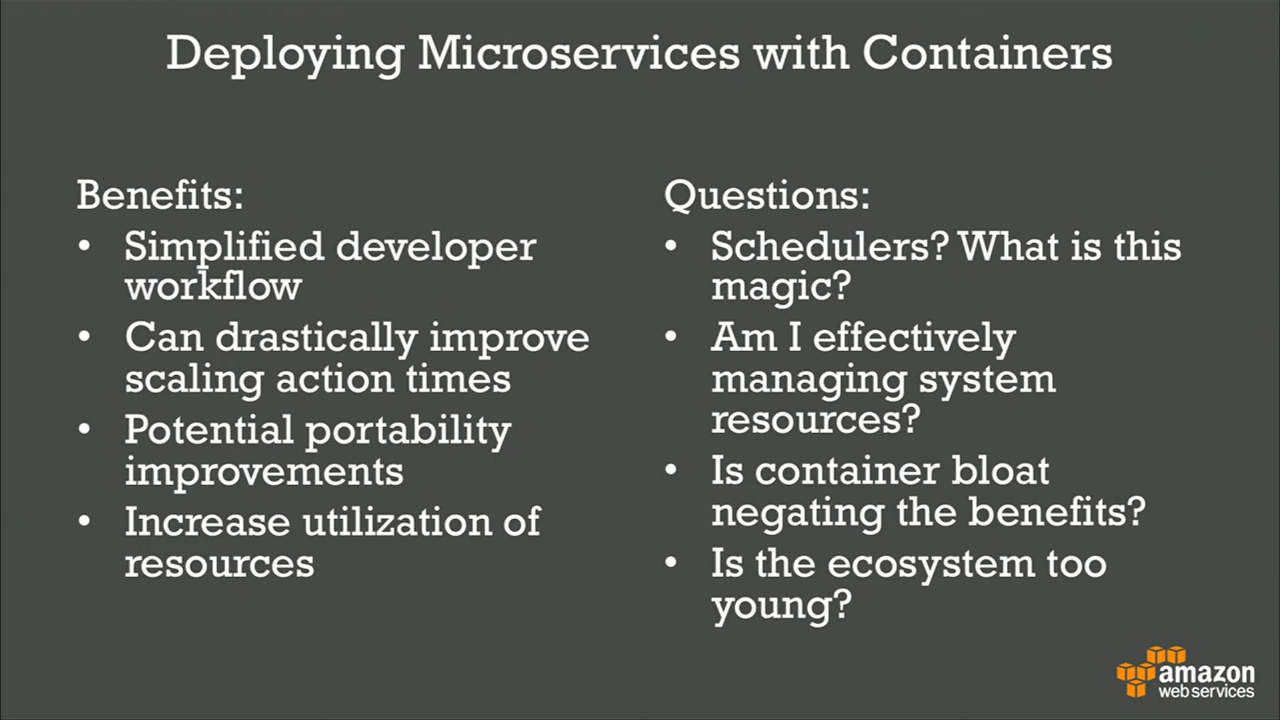 Deploying Microservices with Containers
Benefits:
• Simplified developer
workflow
• Can drastically improve
scaling action times
• Potential portability
improvements
• Increase utilization of
resources
Questions:
• Schedulers? What is this
magic?
• Am I effectively
managing system
resources?
• Is container bloat
negating the benefits?
• Is the ecosystem too
young?
amazon
web services